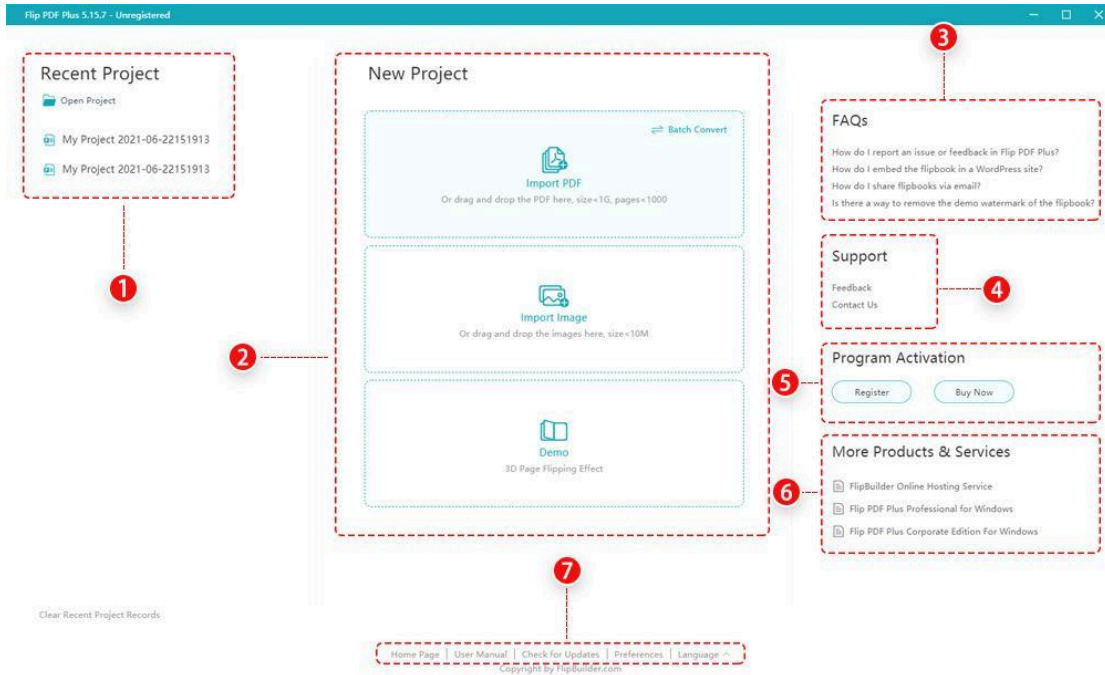 Flip PDF Plus 5.15.7 - Unregistered
Recent Project
Open Project
My Project 2021-06-22151913
My Project 2021-06-22151913
1
Clear Recent Project Records
2
New Project
Batch Convert
Import PDF
Or drag and drop the PDF here, size<1G, pages<1000
Import Image
Or drag and drop the images here, size<10M
Demo
3D Page Flipping Effect
3
FAQs
How do I report an issue or feedback in Flip PDF Plus?
How do I embed the flipbook in a WordPress site?
How do I share flipbooks via email?
Is there a way to remove the demo watermark of the flipbook?
Support
Feedback
Contact Us
4
5
Program Activation
Register
Buy Now
6
More Products & Services
FlipBuilder Online Hosting Service
Flip PDF Plus Professional for Windows
Flip PDF Plus Corporate Edition For Windows
7
Home Page | User Manual | Check for Updates | Preferences | Language
Copyright by FlipBuilder.com